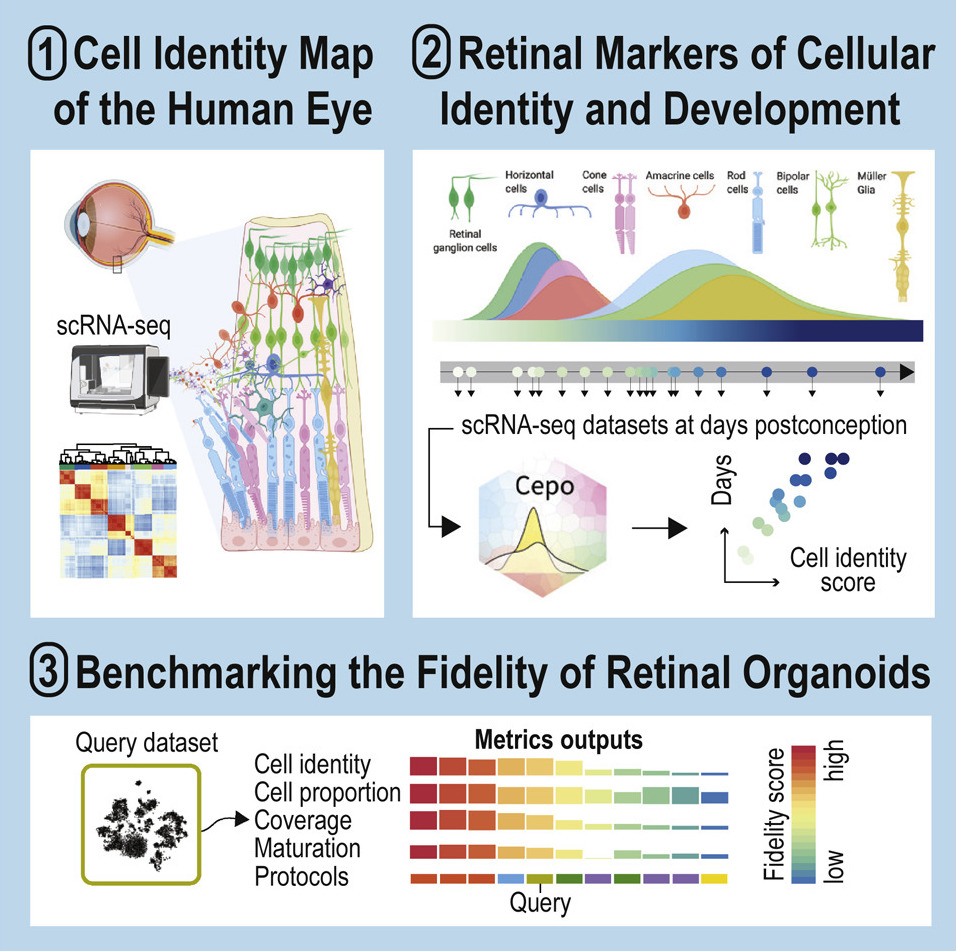 1 Cell Identity Map
of the Human Eye
scRNA-seq
2 Retinal Markers of Cellular
Identity and Development
Retinal
ganglion cells
Horizontal
cells
Cone
cells
Amacrine cells
Rod
cells
Bipolar
cells
Müller
Glia
scRNA-seq datasets at days postconception
Cepo
Days
Cell identity
score
3 Benchmarking the Fidelity of Retinal Organoids
Query dataset
Metrics outputs
Cell identity
Cell proportion
Coverage
Maturation
Protocols
Query
Fidelity score
high
low